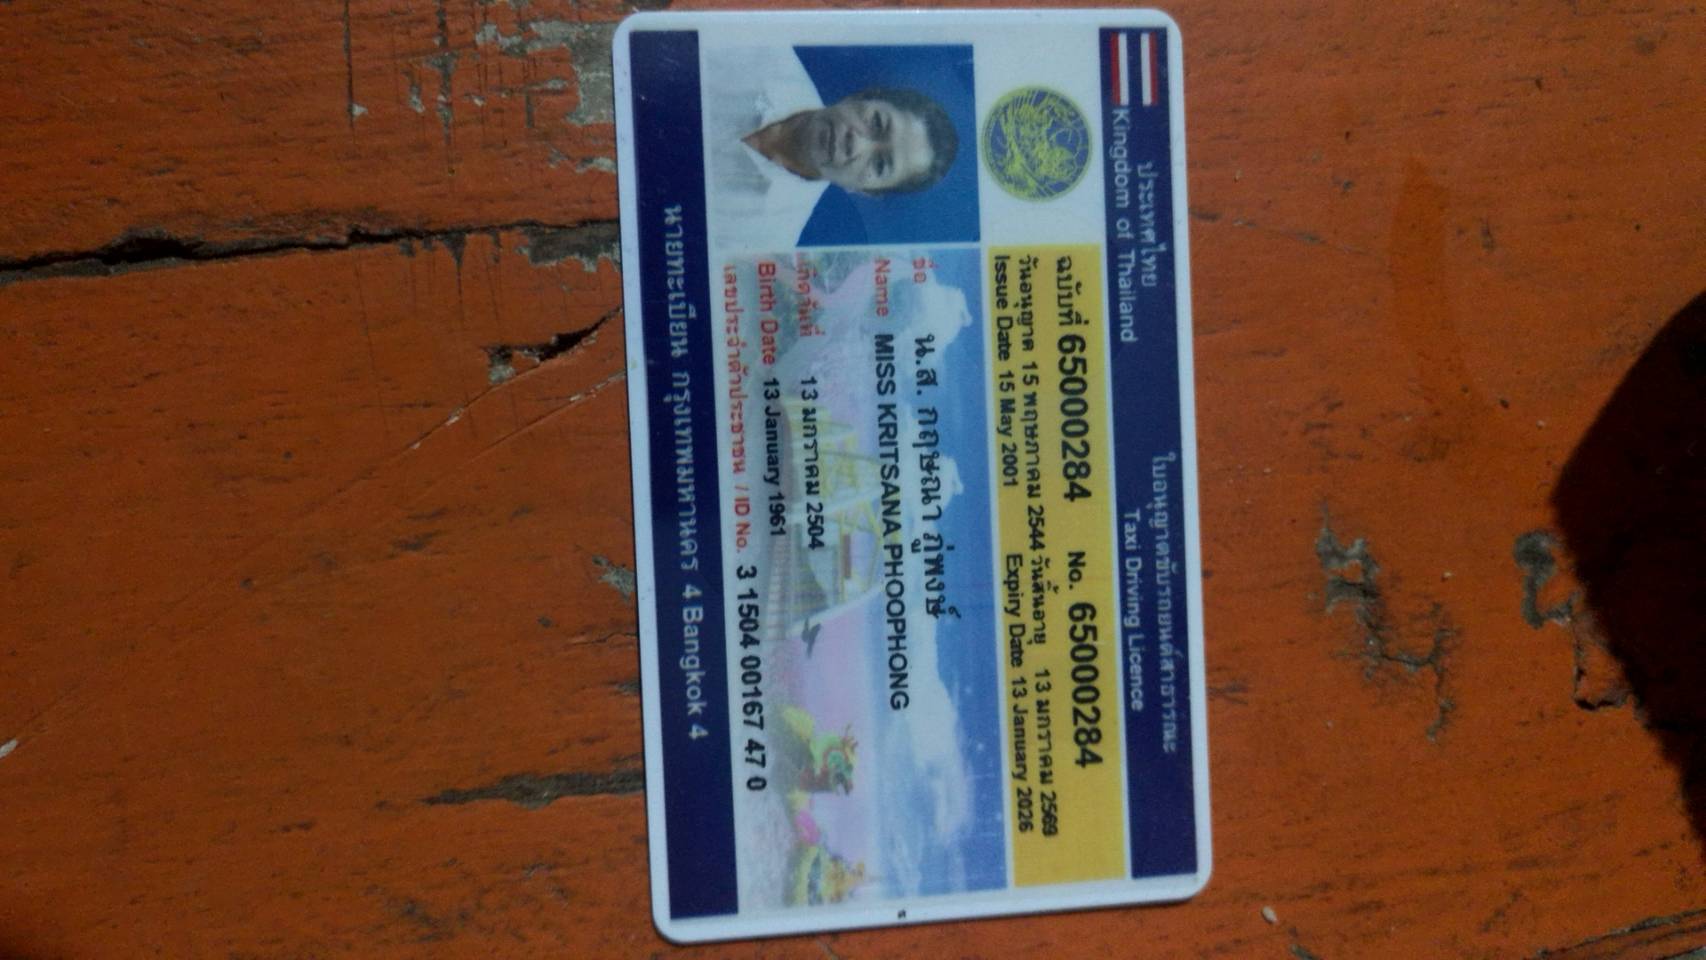 ประเทศไทย ใบอนุญาตขับรถยนต์สาธารณะ
Kingdom of Thailand Taxi Driving Licence
ฉบับที่ 65000284 No. 65000284
วันอนุญาต 15 พฤษภาคม 2544 วันสิ้นอายุ 13 มกราคม 2569
Issue Date 15 May 2001 Expiry Date 13 January 2026
ชื่อ น.ส. กฤษณา ภู่พงษ์
Name MISS KRITSANA PHOOPHONG
เกิดวันที่ 13 มกราคม 2504
Birth Date 13 January 1961
เลขประจำตัวประชาชน / ID No. 3 1504 00167 47 0
นายทะเบียน กรุงเทพมหานคร 4 Bangkok 4